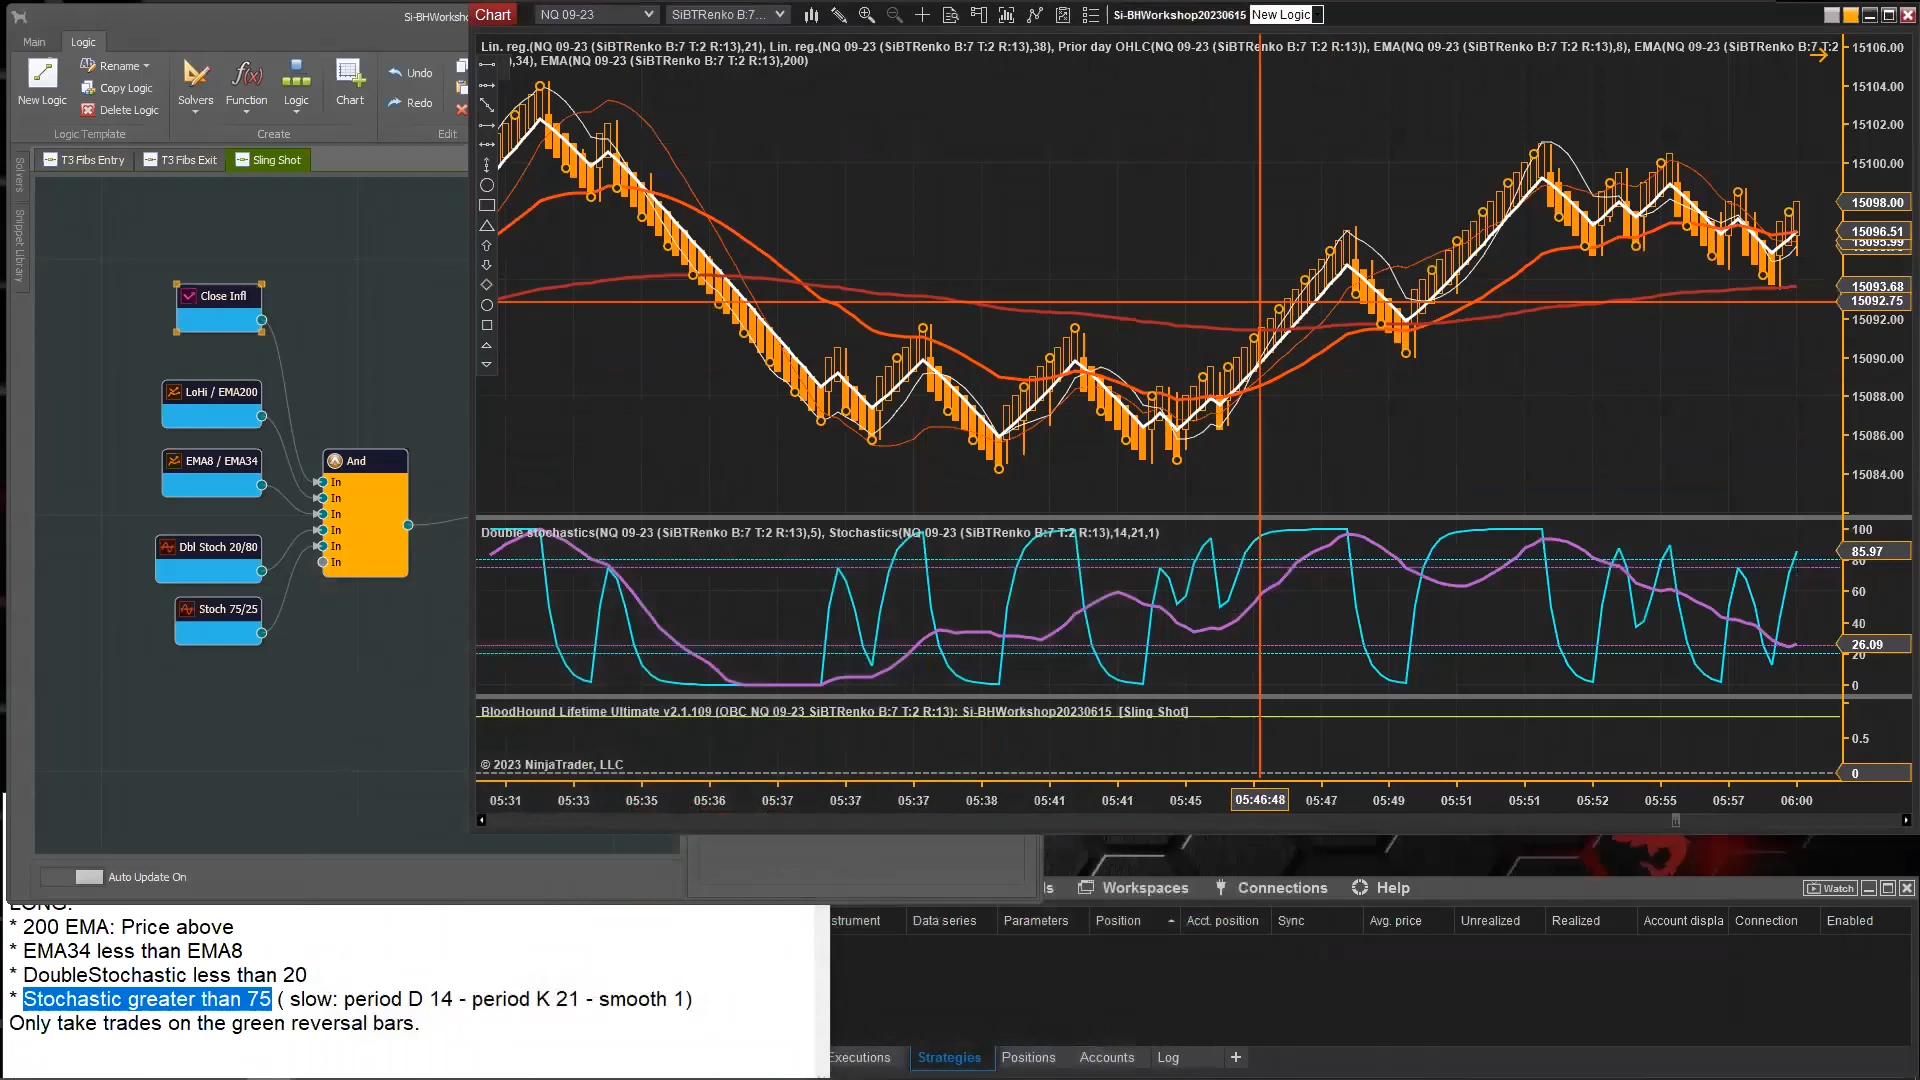 Si-BHWorksho
Main
Logic
New Logic
Rename
Copy Logic
Delete Logic
Logic Template
Solvers
Function
Logic
Chart
Create
Undo
Redo
Edit
T3 Fibs Entry
T3 Fibs Exit
Sling Shot
Solvers
Snippet Library
Close Infl
LoHi / EMA200
EMA8 / EMA34
Dbl Stoch 20/80
Stoch 75/25
And
In
In
In
In
In
In
Auto Update On
Chart
NQ 09-23
SiBTRenko B:7...
Si-BHWorkshop20230615
New Logic
Lin. reg.(NQ 09-23 (SiBTRenko B:7 T:2 R:13),21), Lin. reg.(NQ 09-23 (SiBTRenko B:7 T:2 R:13),38), Prior day OHLC(NQ 09-23 (SiBTRenko B:7 T:2 R:13)), EMA(NQ 09-23 (SiBTRenko B:7 T:2 R:13),8), EMA(NQ 09-23 (SiBTRenko B:7 T:2
),34), EMA(NQ 09-23 (SiBTRenko B:7 T:2 R:13),200)
15106.00
15104.00
15102.00
15100.00
15098.00
15096.51
15095.99
15093.68
15092.75
15092.00
15090.00
15088.00
15086.00
15084.00
Double stochastics(NQ 09-23 (SiBTRenko B:7 T:2 R:13),5), Stochastics(NQ 09-23 (SiBTRenko B:7 T:2 R:13),14,21,1)
100
85.97
80
60
40
26.09
20
0
BloodHound Lifetime Ultimate v2.1.109 (OBC NQ 09-23 SiBTRenko B:7 T:2 R:13): Si-BHWorkshop20230615 [Sling Shot]
0.5
0
© 2023 NinjaTrader, LLC
05:31 05:33 05:35 05:36 05:37 05:37 05:37 05:38 05:41 05:41 05:45 05:46:48 05:47 05:49 05:51 05:51 05:52 05:55 05:57 06:00
ls
Workspaces
Connections
Help
Watch
strument
Data series
Parameters
Position
Acct. position
Sync
Avg. price
Unrealized
Realized
Account displa
Connection
Enabled
LONG:
* 200 EMA: Price above
* EMA34 less than EMA8
* DoubleStochastic less than 20
* Stochastic greater than 75 ( slow: period D 14 - period K 21 - smooth 1)
Only take trades on the green reversal bars.
Executions
Strategies
Positions
Accounts
Log
+